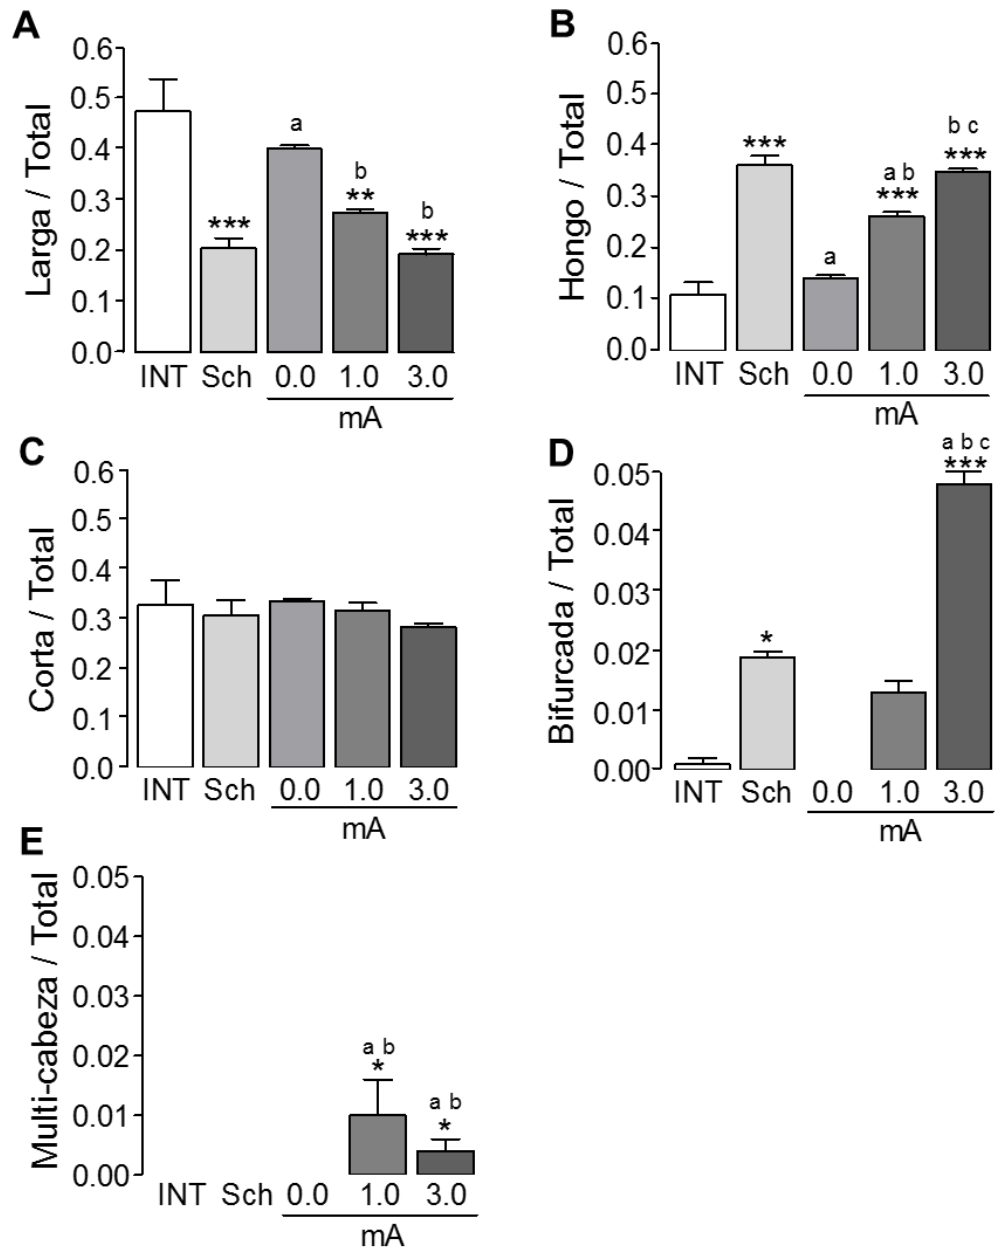 A
Larga / Total
0.6
0.5
0.4
0.3
0.2
0.1
0.0
***
a
b
**
b
***
INT Sch 0.0 1.0 3.0
mA
B
Hongo / Total
0.6
0.5
0.4
0.3
0.2
0.1
0.0
***
a
a b
***
b c
***
INT Sch 0.0 1.0 3.0
mA
C
Corta / Total
0.6
0.5
0.4
0.3
0.2
0.1
0.0
INT Sch 0.0 1.0 3.0
mA
D
Bifurcada / Total
0.05
0.04
0.03
0.02
0.01
0.00
*
a b c
***
INT Sch 0.0 1.0 3.0
mA
E
Multi-cabeza / Total
0.05
0.04
0.03
0.02
0.01
0.00
a b
*
a b
*
INT Sch 0.0 1.0 3.0
mA